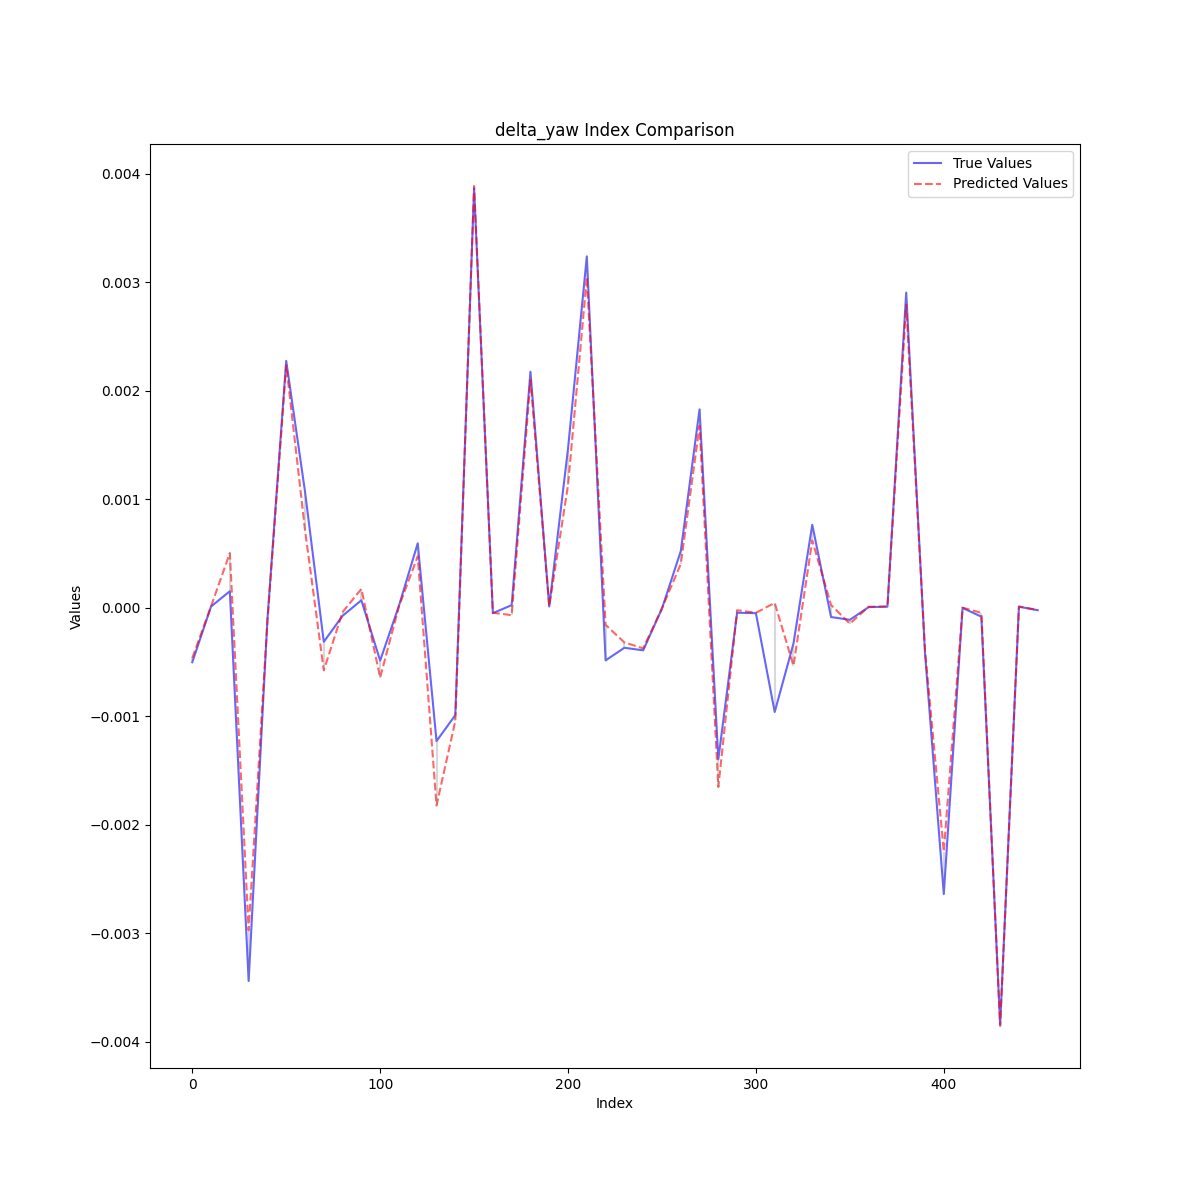 delta_yaw Index Comparison
True Values
Predicted Values
0.004
0.003
0.002
0.001
0.000
−0.001
−0.002
−0.003
−0.004
Values
0 100 200 300 400
Index